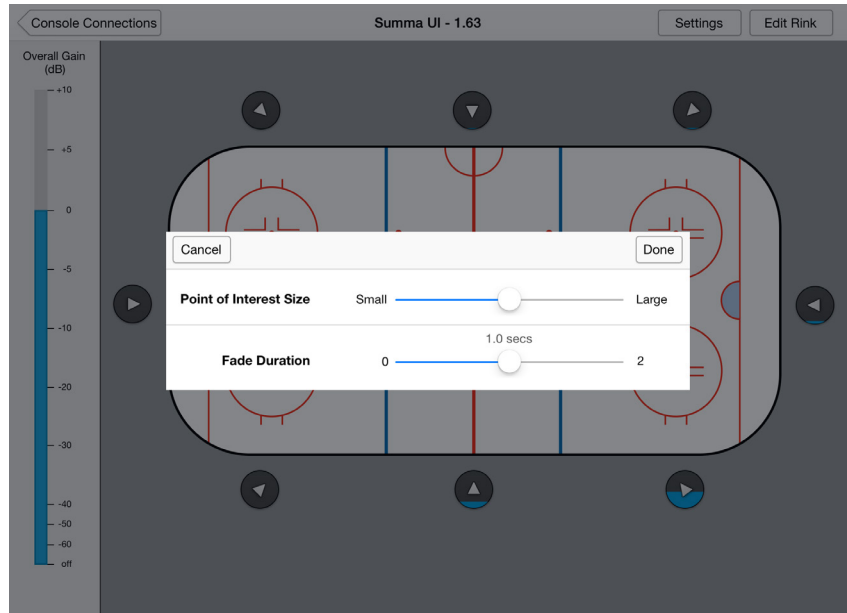 Console Connections
Summa UI - 1.63
Settings
Edit Rink
Overall Gain
(dB)
+10
+5
0
-5
-10
-20
-30
-40
-50
-60
off
Cancel
Done
Point of Interest Size
Small
Large
1.0 secs
Fade Duration
0
2